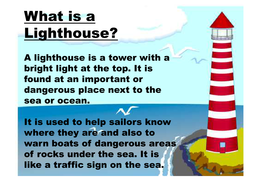 What is a
Lighthouse?
A lighthouse is a tower with a
bright light at the top. It is
found at an important or
dangerous place next to the
sea or ocean.
It is used to help sailors know
where they are and also to
warn boats of dangerous areas
of rocks under the sea. It is
like a traffic sign on the sea.